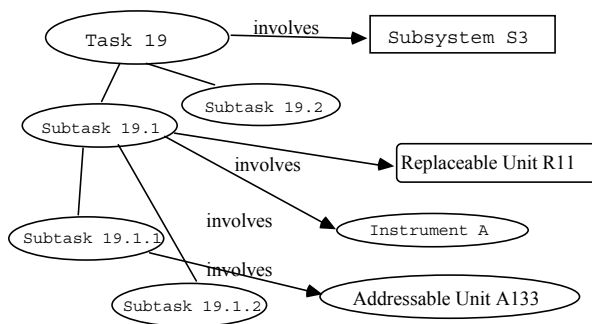 involves
Task 19
Subsystem S3
Subtask 19.2
Subtask 19.1
involves
Replaceable Unit R11
involves
Instrument A
Subtask 19.1.1
involves
Addressable Unit A133
Subtask 19.1.2